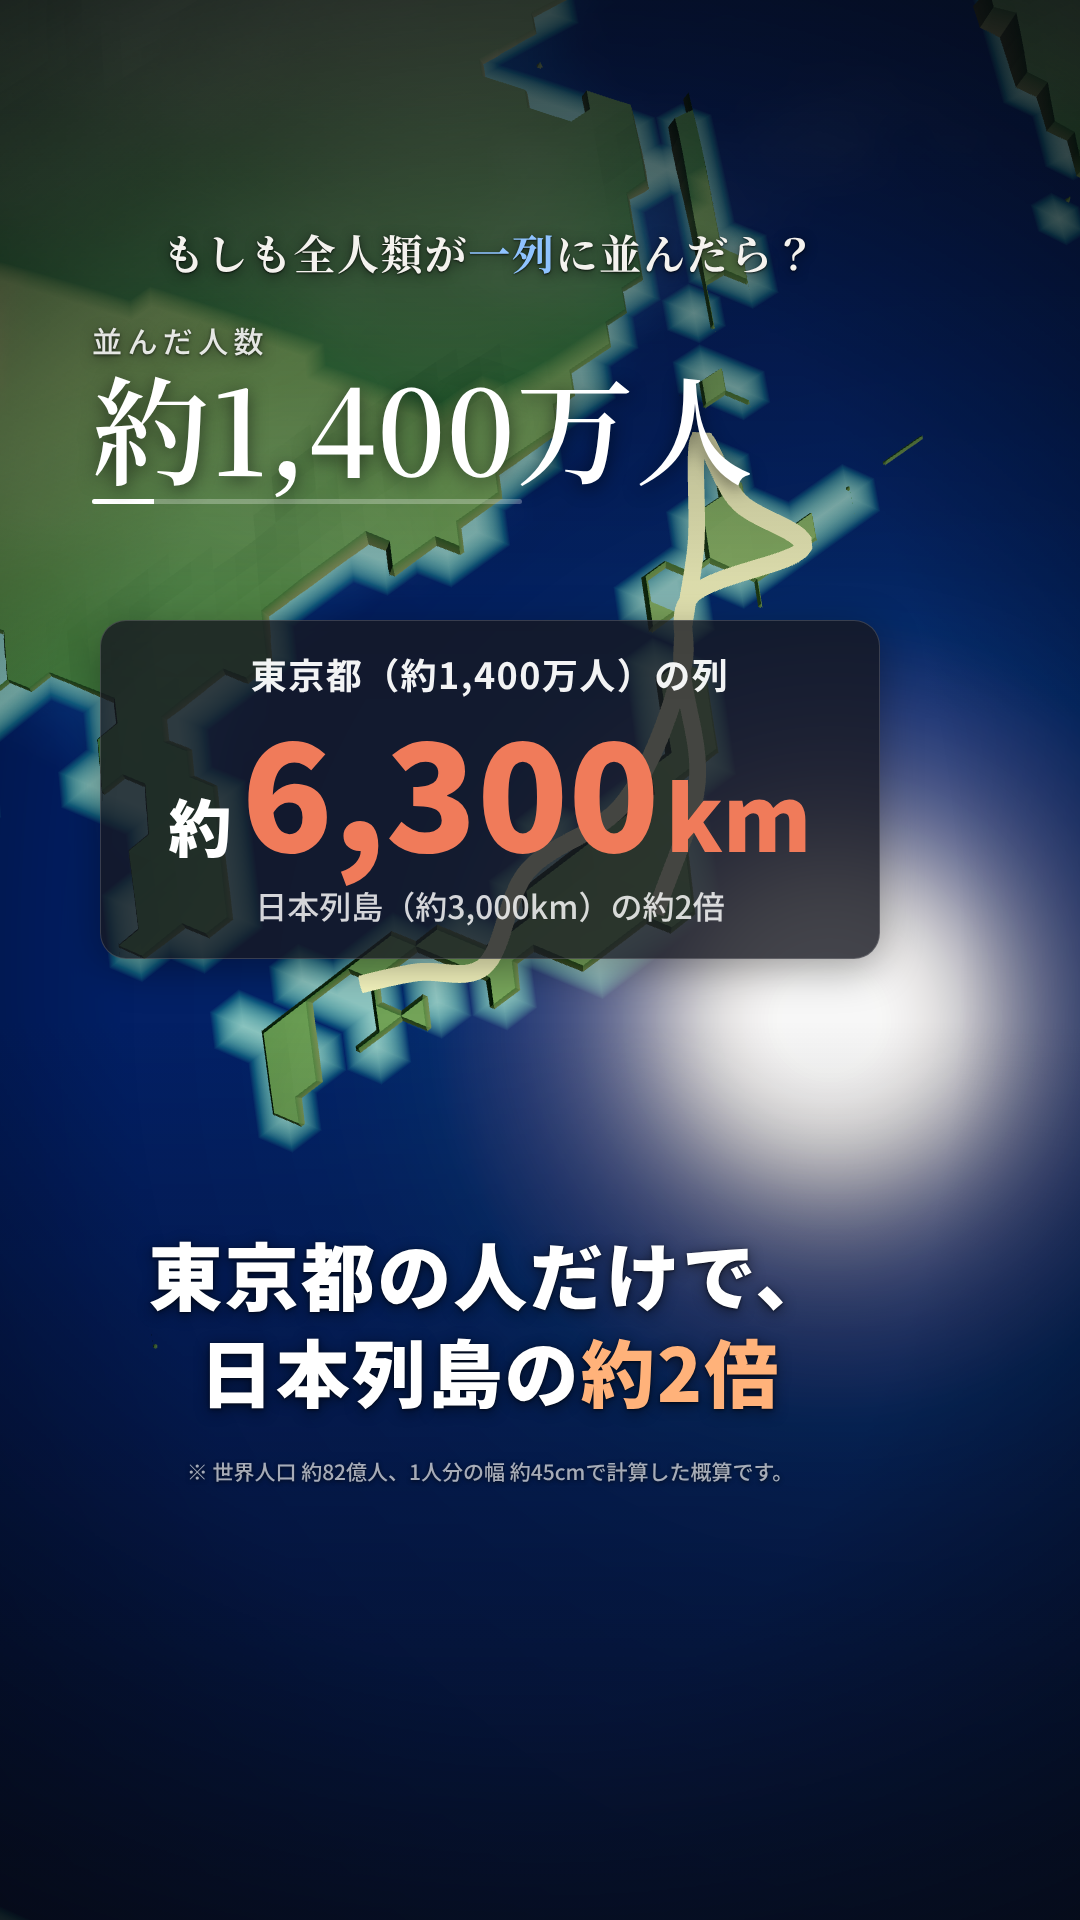 もしも全人類が一列に並んだら？
並んだ人数
約1,400万人
東京都（約1,400万人）の列
約6,300km
日本列島（約3,000km）の約2倍
東京都の人だけで、
日本列島の約2倍
※ 世界人口 約82億人、1人分の幅 約45cmで計算した概算です。